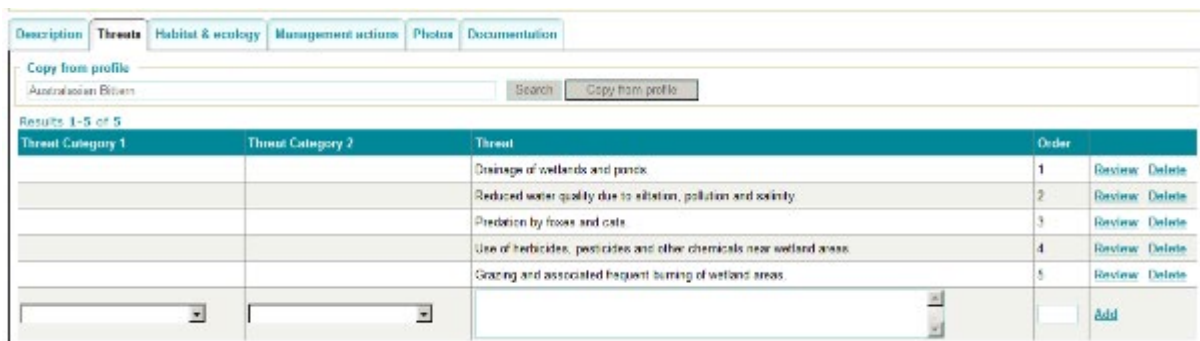 Description Threats Habitat & ecology Management actions Photos Documentation
Copy from profile
Australasian Bittern Search Copy from profile
Results 1-5 of 5
Threat Category 1 Threat Category 2 Threat Order
Drainage of wetlands and ponds 1 Review Delete
Reduced water quality due to siltation, pollution and salinity 2 Review Delete
Predation by foxes and cats 3 Review Delete
Use of herbicides, pesticides and other chemicals near wetland areas. 4 Review Delete
Grazing and associated frequent burning of wetland areas. 5 Review Delete
Add